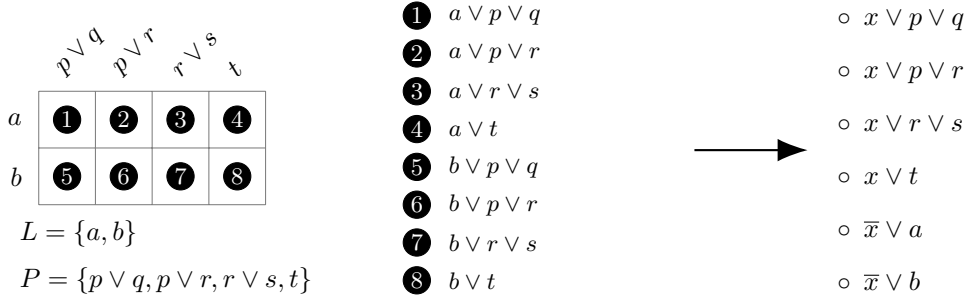 p ∨ q p ∨ r r ∨ s t
a 1 2 3 4
b 5 6 7 8
L = {a, b}
P = {p ∨ q, p ∨ r, r ∨ s, t}
1 a ∨ p ∨ q
2 a ∨ p ∨ r
3 a ∨ r ∨ s
4 a ∨ t
5 b ∨ p ∨ q
6 b ∨ p ∨ r
7 b ∨ r ∨ s
8 b ∨ t
∘ x ∨ p ∨ q
∘ x ∨ p ∨ r
∘ x ∨ r ∨ s
∘ x ∨ t
∘ x̅ ∨ a
∘ x̅ ∨ b